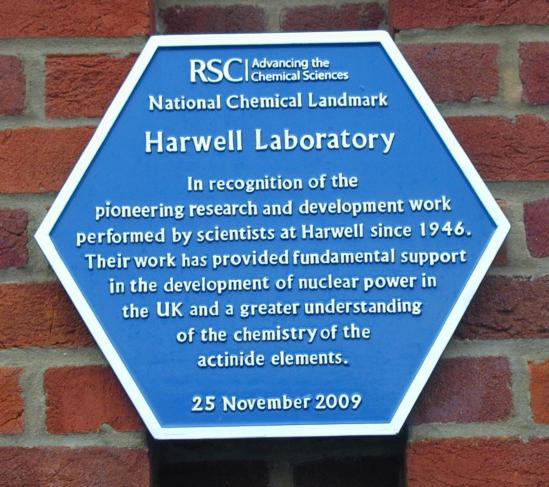 RSC | Advancing the
Chemical Sciences
National Chemical Landmark
Harwell Laboratory
In recognition of the
pioneering research and development work
performed by scientists at Harwell since 1946.
Their work has provided fundamental support
in the development of nuclear power in
the UK and a greater understanding
of the chemistry of the
actinide elements.
25 November 2009